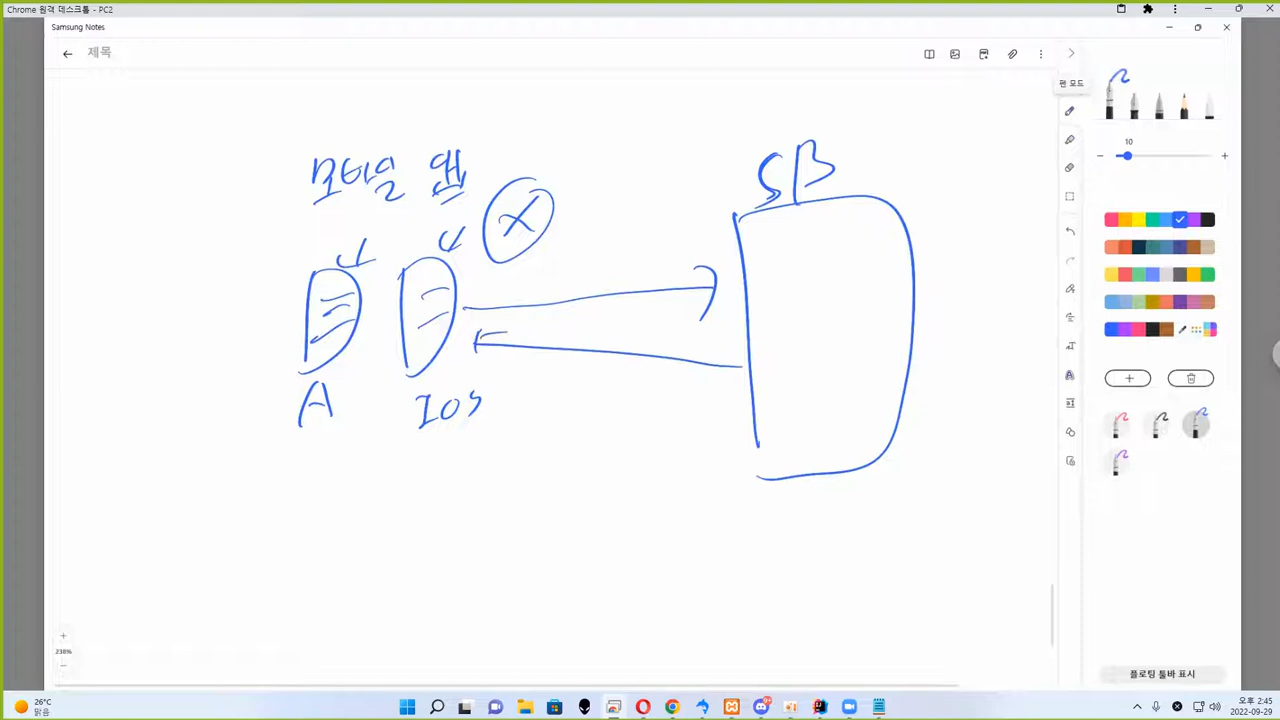 Chrome 원격 데스크톱 - PC2
Samsung Notes
제목
펜 모드
10
모바일 앱
SB
X
A
IOS
238%
플로팅 툴바 표시
26°C
맑음
오후 2:45
2022-09-29